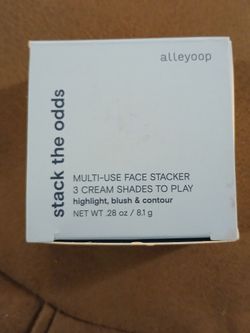 alleyoop
stack the odds
MULTI-USE FACE STACKER
3 CREAM SHADES TO PLAY
highlight, blush & contour
NET WT .28 oz / 8.1 g